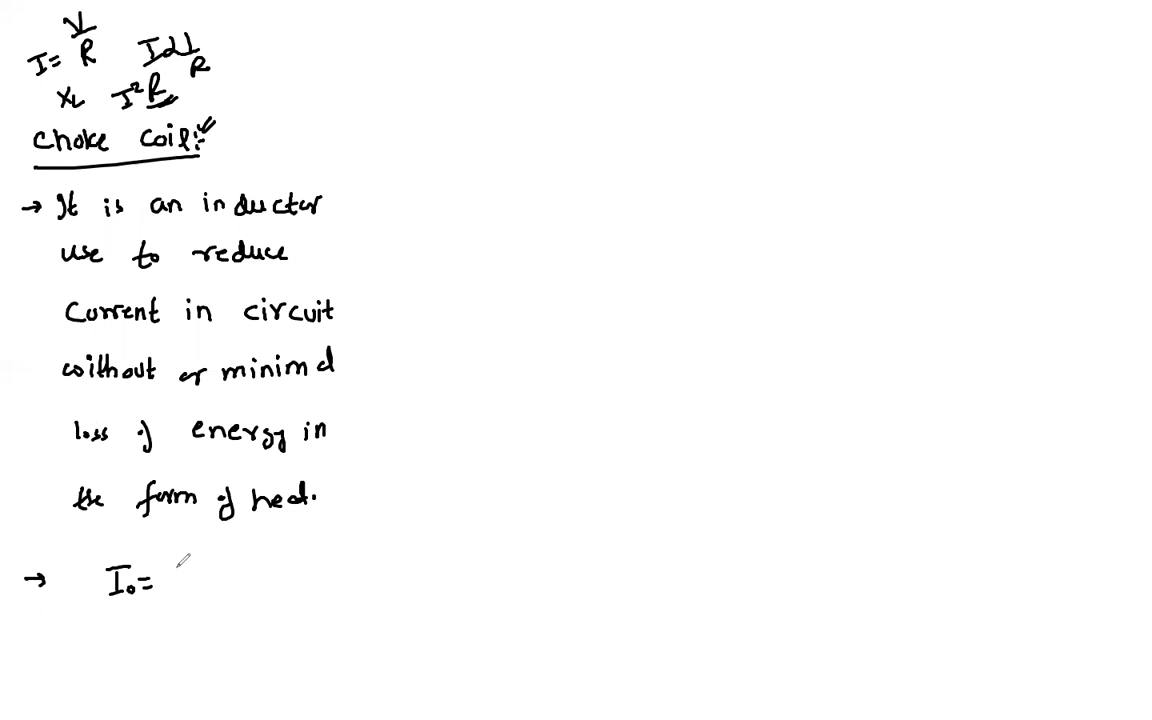 I = V/R I ∝ 1/R
XL I²R
Choke Coil:-
→ It is an inductor
use to reduce
Current in circuit
without or minimal
loss of energy in
the form of heat.
→ I₀ =